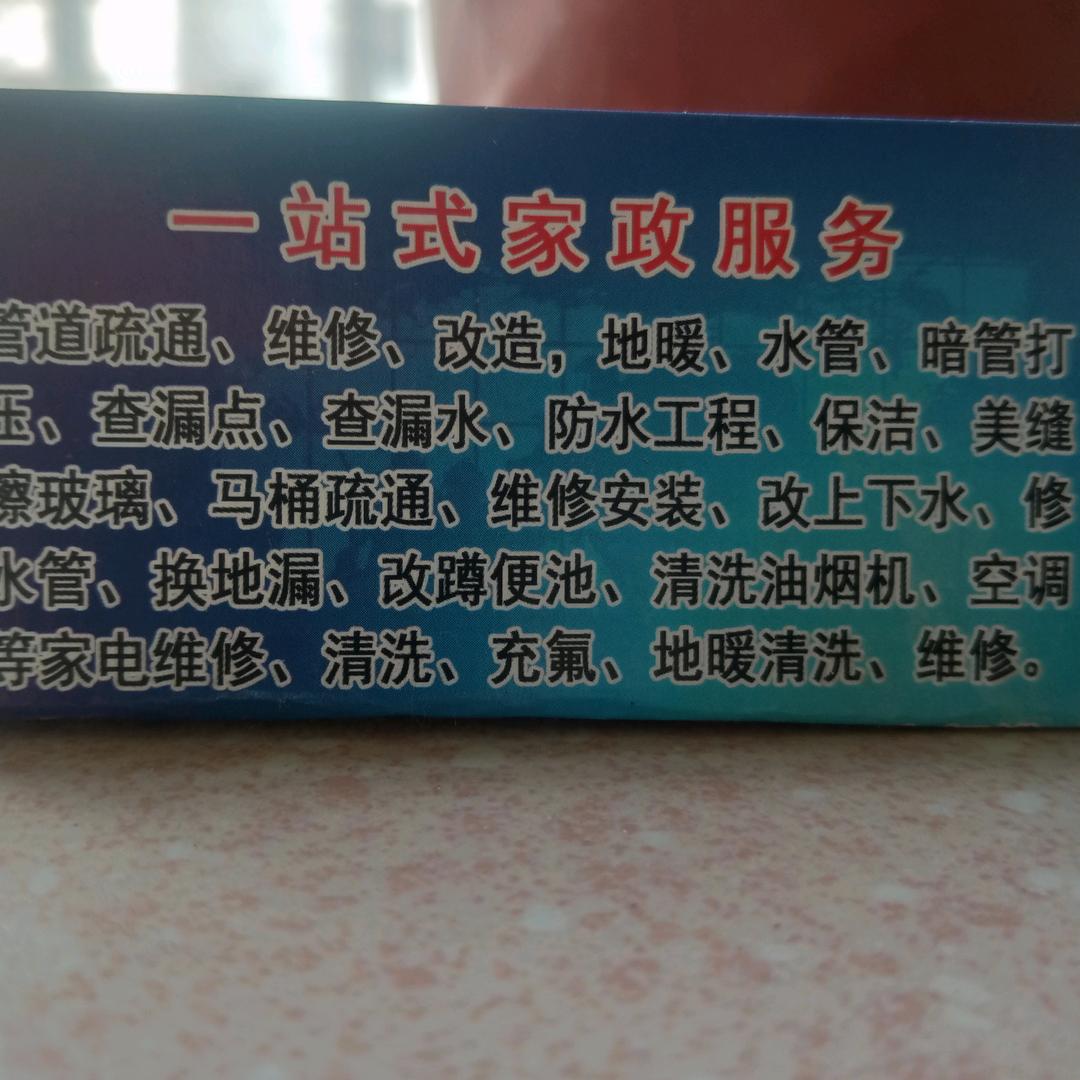 一站式家政服务
管道疏通、维修、改造，地暖、水管、暗管打
压、查漏点、查漏水、防水工程、保洁、美缝
擦玻璃、马桶疏通、维修安装、改上下水、修
水管、换地漏、改蹲便池、清洗油烟机、空调
等家电维修、清洗、充氟、地暖清洗、维修。